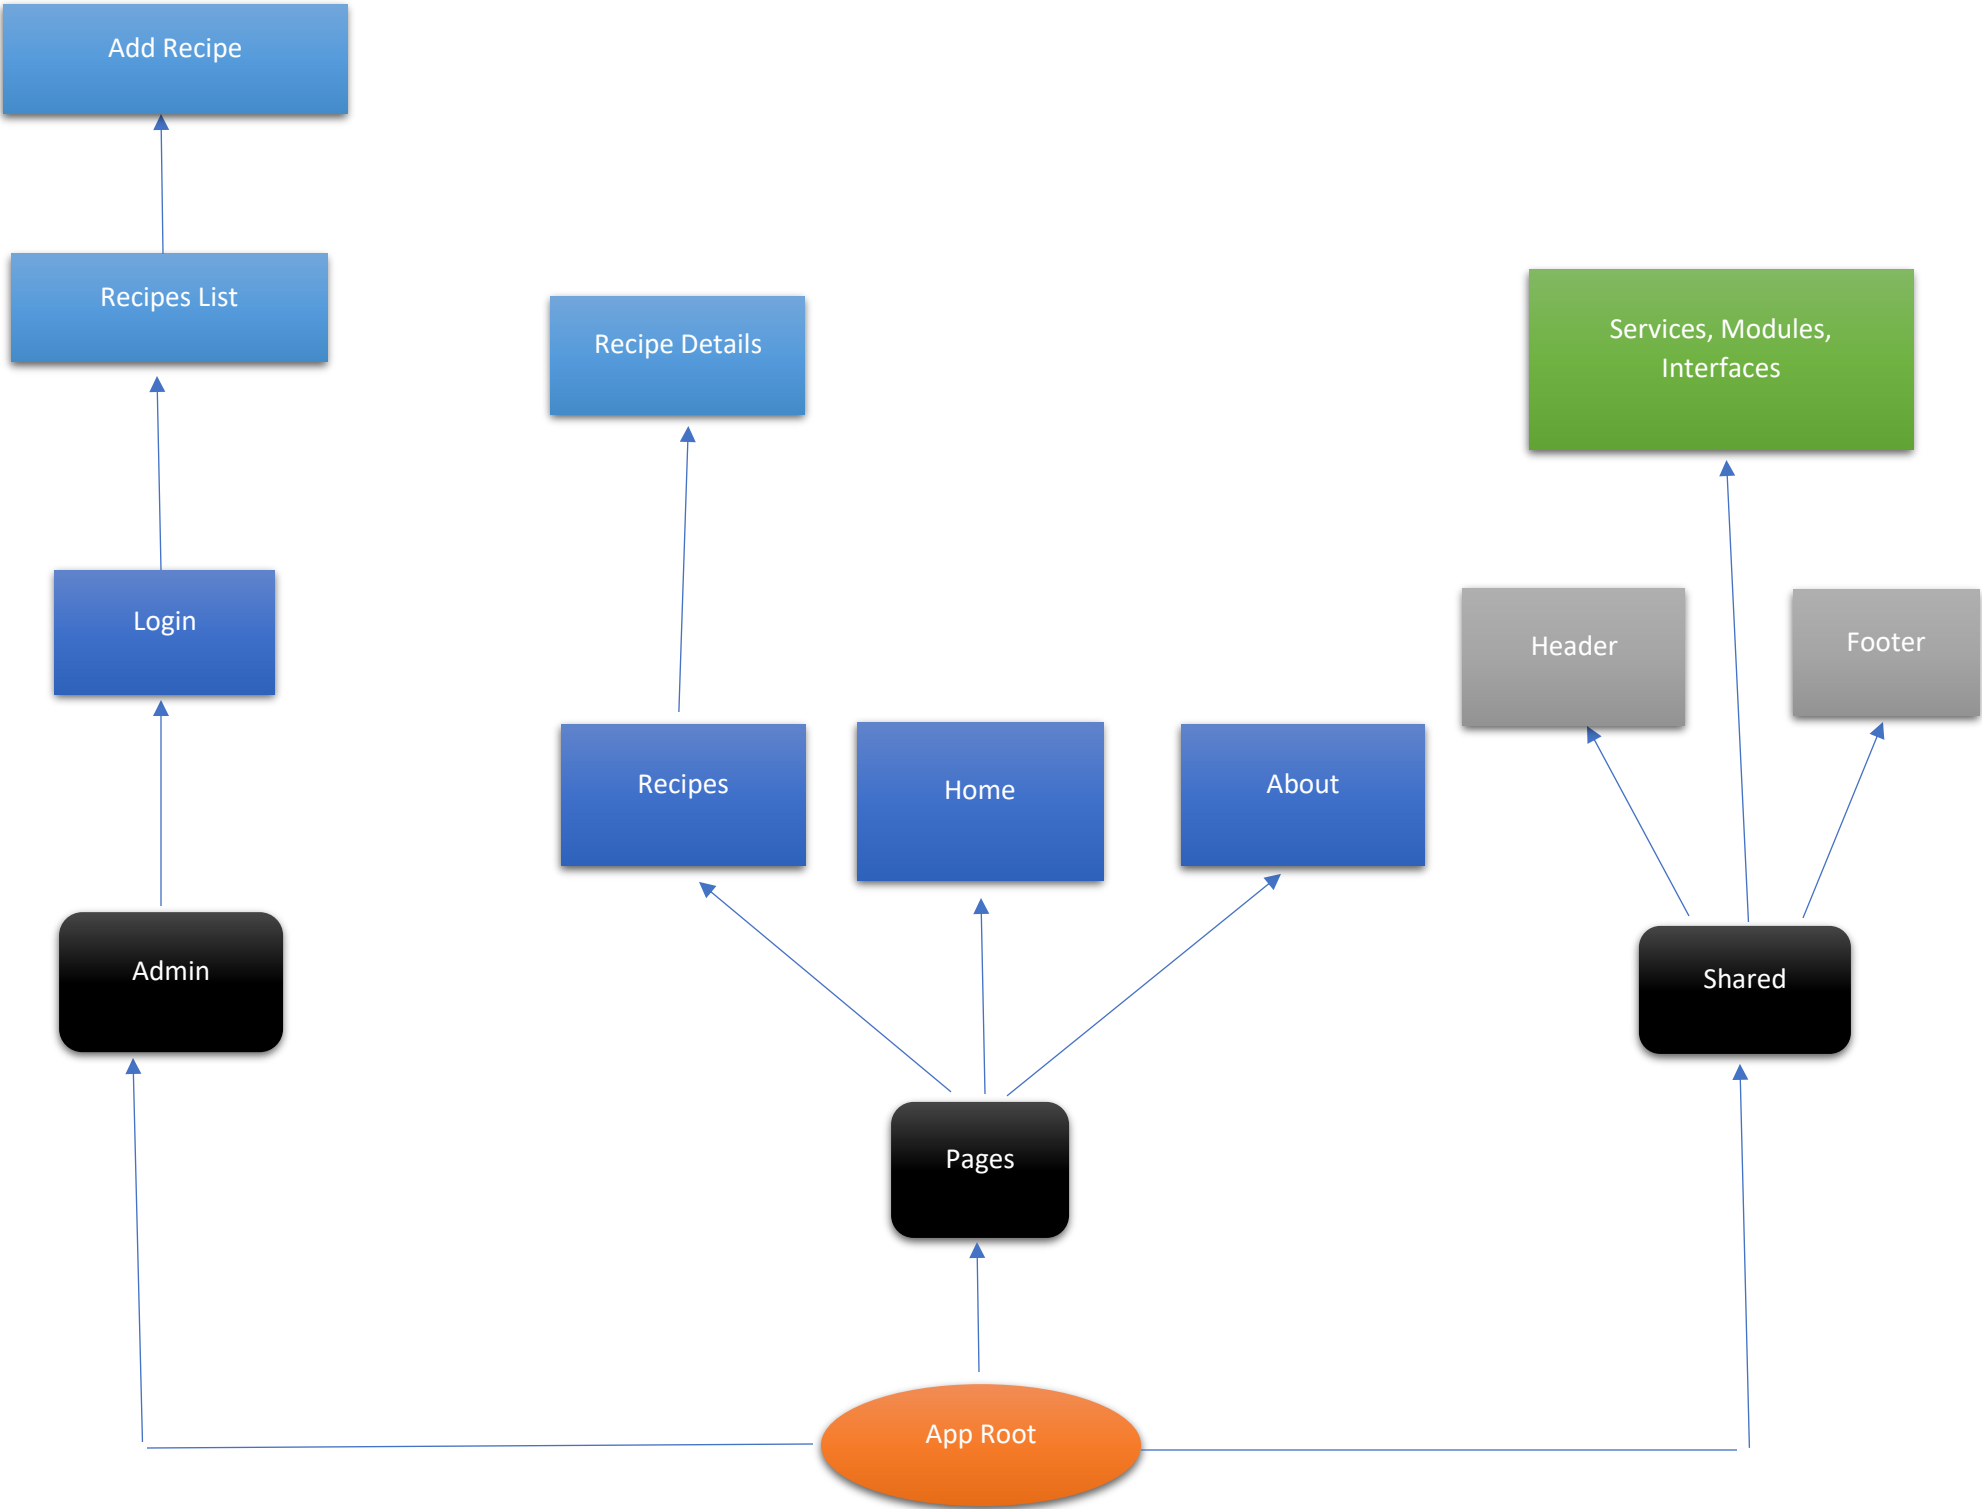 Add Recipe
Recipes List
Recipe Details
Services, Modules,
Interfaces
Login
Header
Footer
Recipes
Home
About
Admin
Shared
Pages
App Root